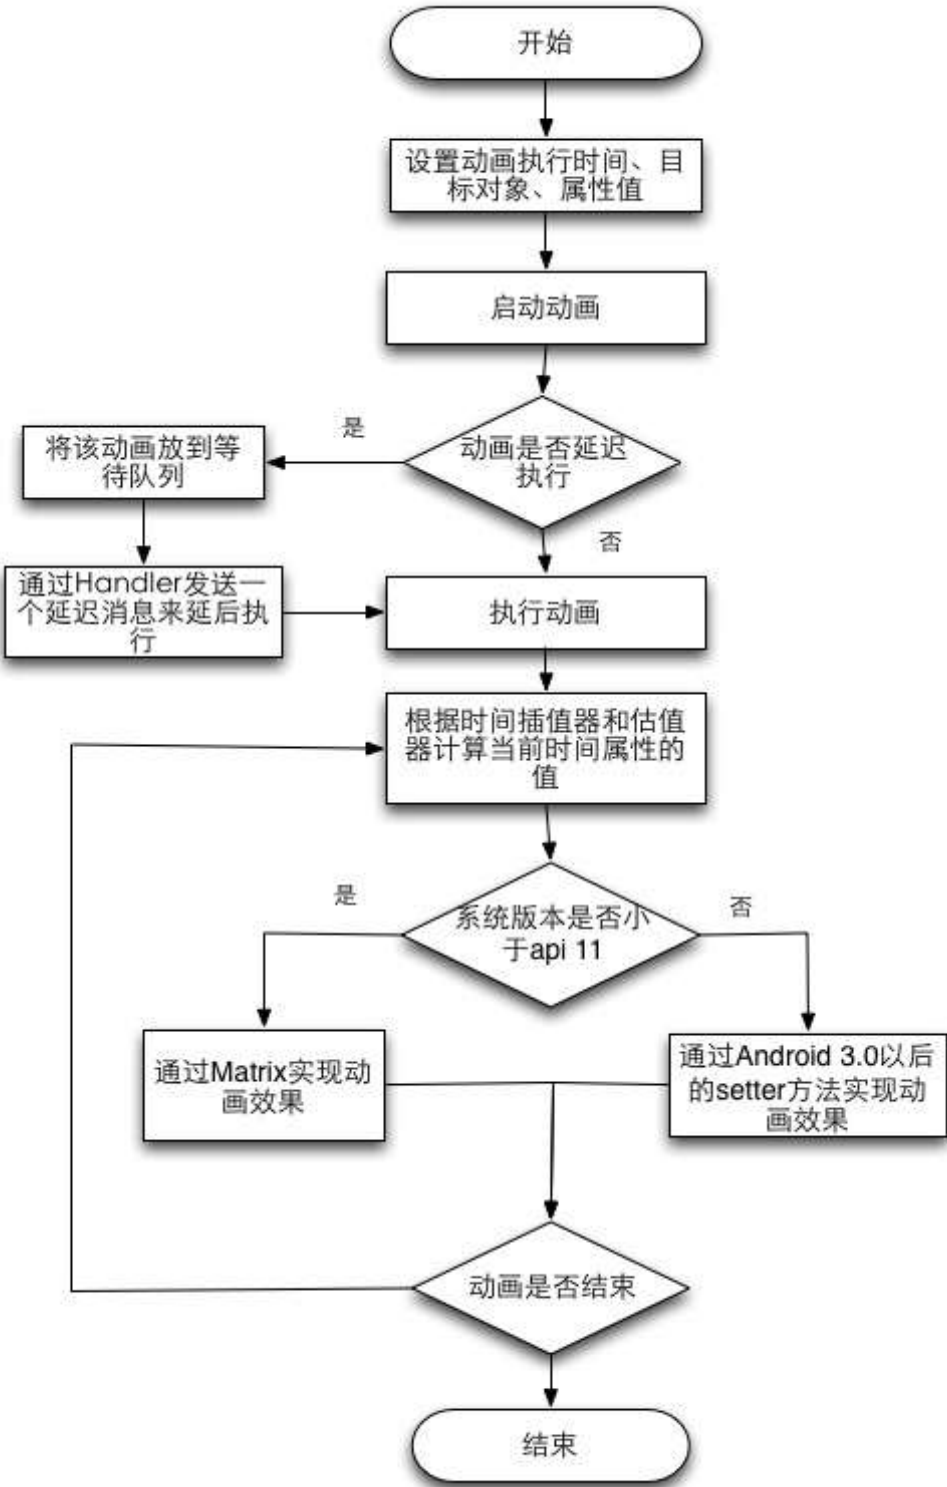 开始
设置动画执行时间、目
标对象、属性值
启动动画
动画是否延迟
执行
是
将该动画放到等
待队列
否
通过Handler发送一
个延迟消息来延后执
行
执行动画
根据时间插值器和估值
器计算当前时间属性的
值
系统版本是否小
于api 11
是
否
通过Matrix实现动
画效果
通过Android 3.0以后
的setter方法实现动
画效果
动画是否结束
结束